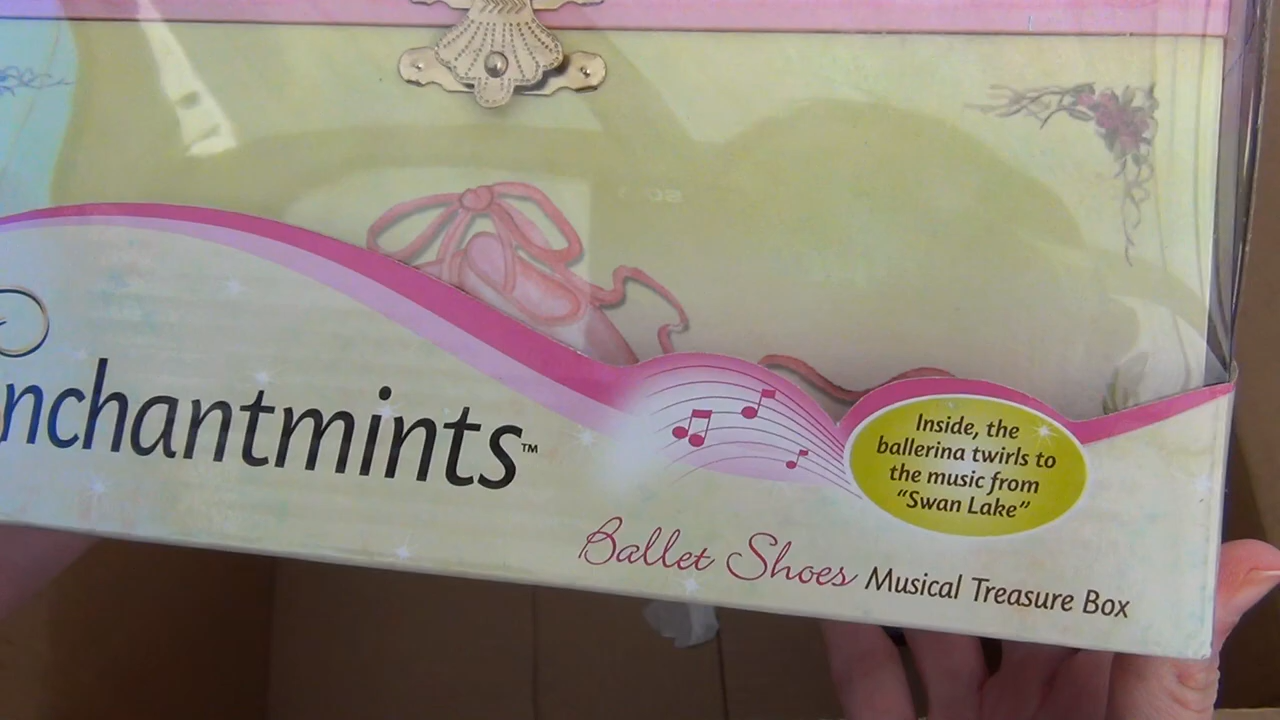 nchantmints™
Inside, the
ballerina twirls to
the music from
"Swan Lake"
Ballet Shoes Musical Treasure Box